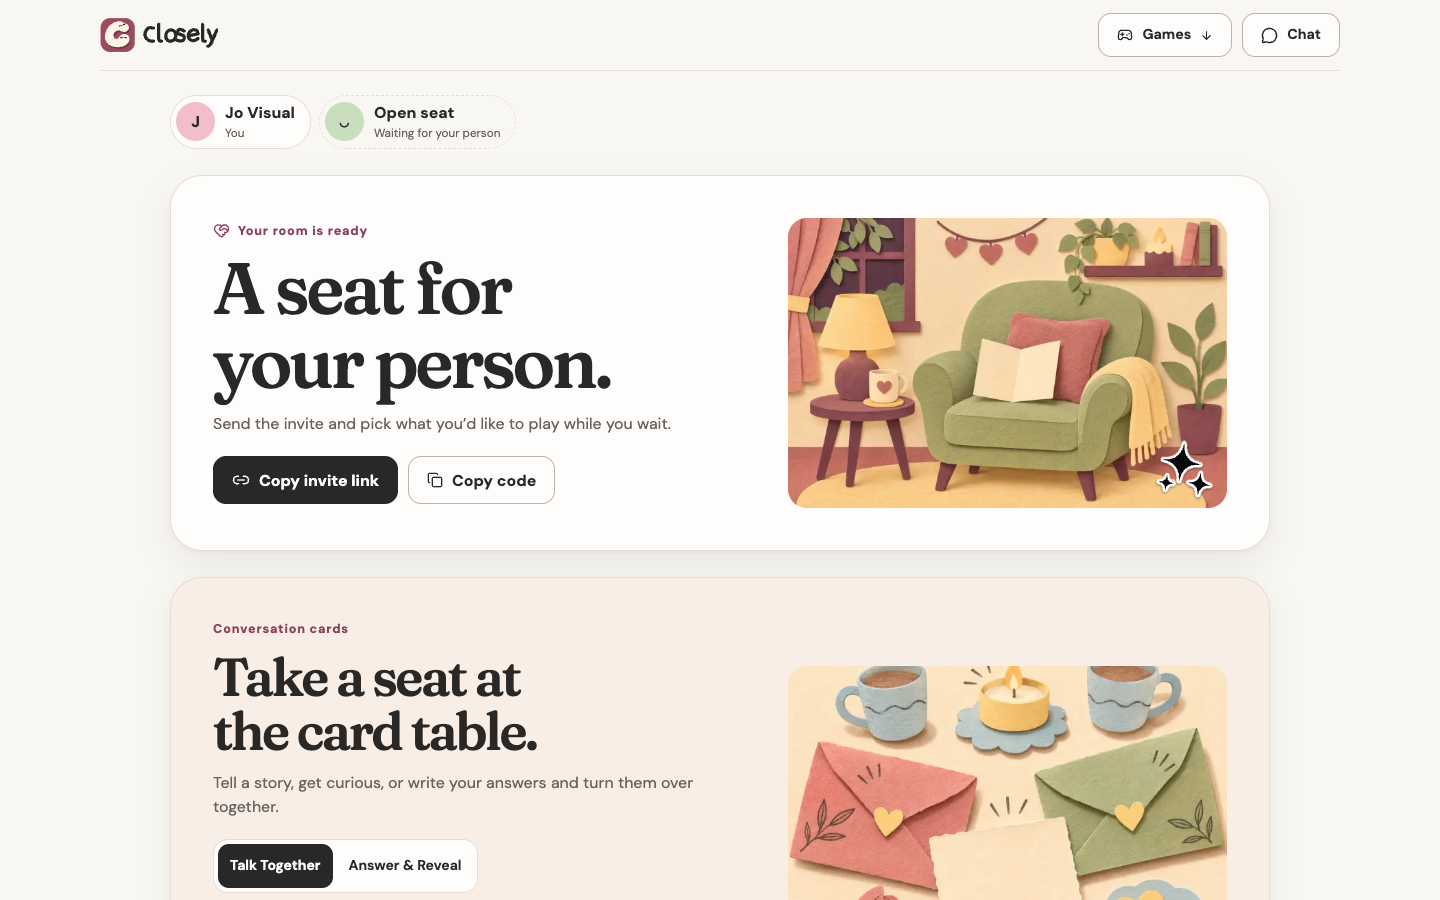 Closely
Games
Chat
J
Jo Visual
You
Open seat
Waiting for your person
Your room is ready
A seat for
your person.
Send the invite and pick what you’d like to play while you wait.
Copy invite link
Copy code
Conversation cards
Take a seat at
the card table.
Tell a story, get curious, or write your answers and turn them over
together.
Talk Together
Answer & Reveal